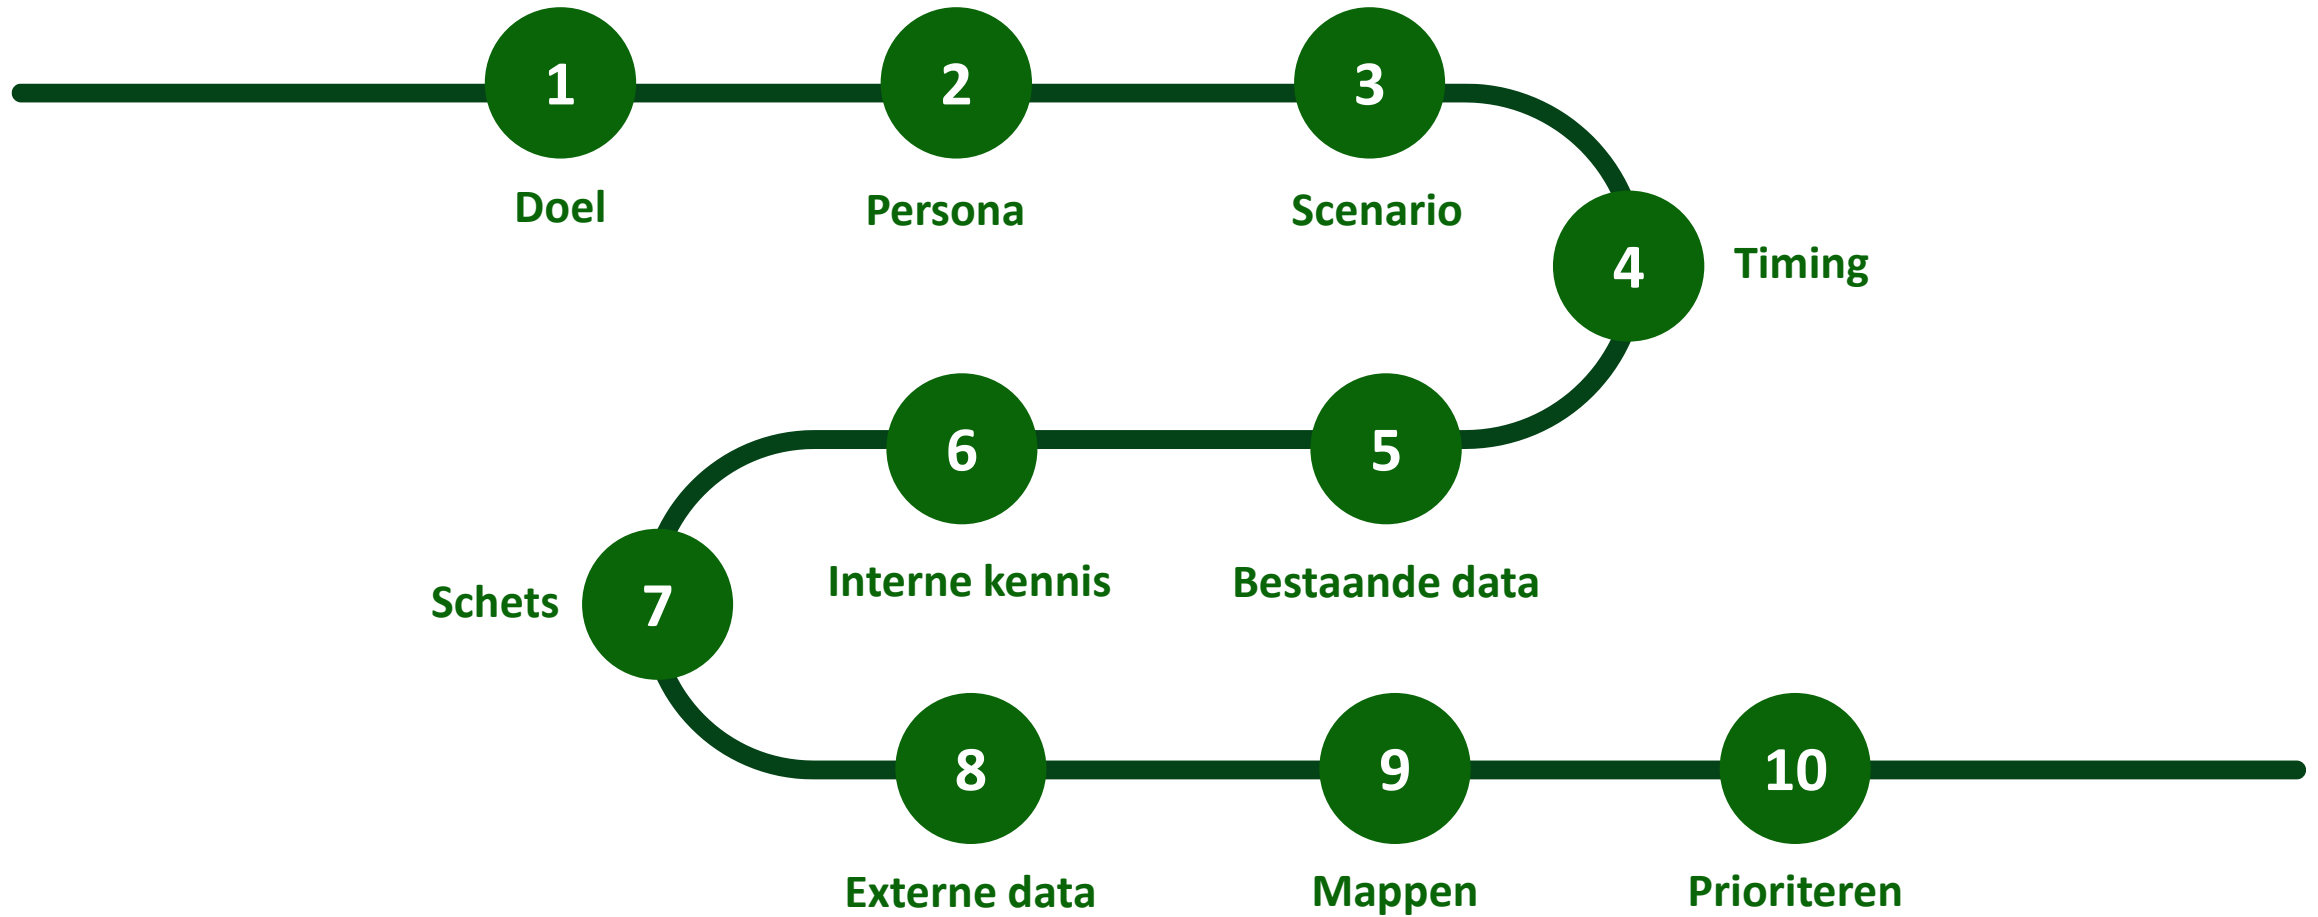 1
Doel
2
Persona
3
Scenario
4
Timing
5
Bestaande data
6
Interne kennis
7
Schets
8
Externe data
9
Mappen
10
Prioriteren